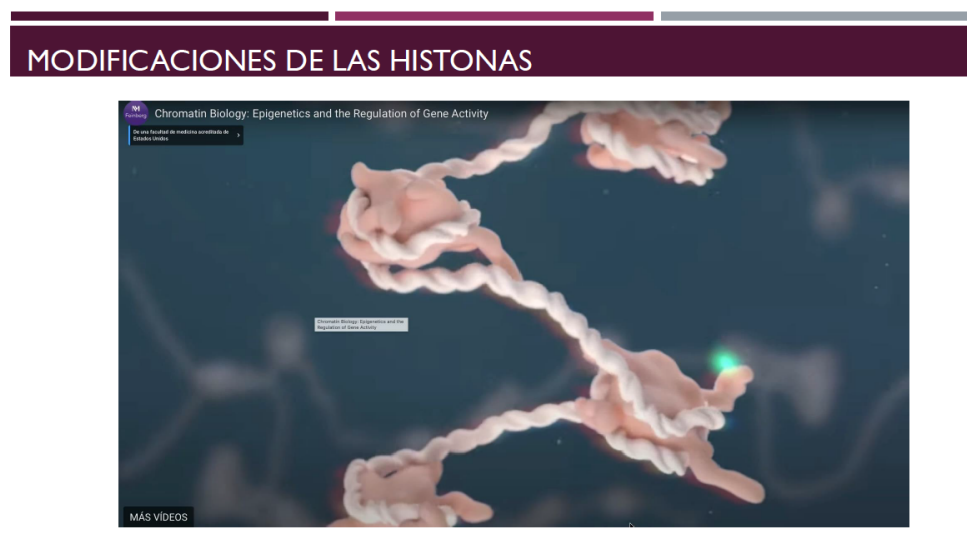 MODIFICACIONES DE LAS HISTONAS
NM
Feinberg
Chromatin Biology: Epigenetics and the Regulation of Gene Activity
De una facultad de medicina acreditada de
Estados Unidos
Chromatin Biology: Epigenetics and the
Regulation of Gene Activity
MÁS VÍDEOS